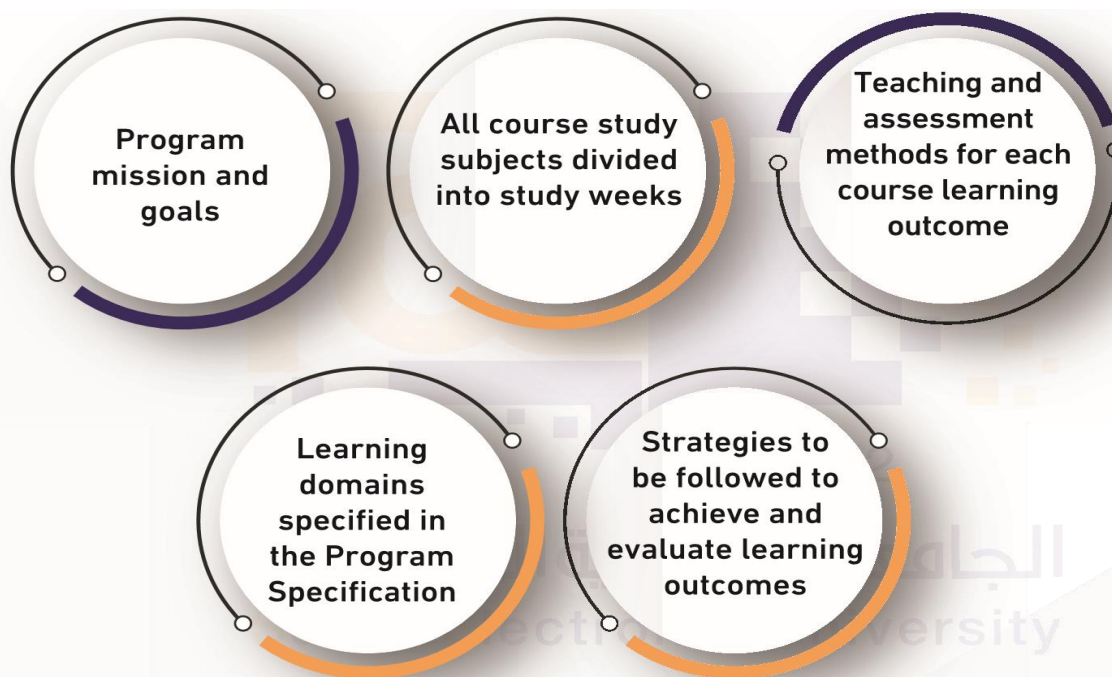 Program
mission and
goals
All course study
subjects divided
into study weeks
Teaching and
assessment
methods for each
course learning
outcome
Learning
domains
specified in
the Program
Specification
Strategies to
be followed to
achieve and
evaluate learning
outcomes